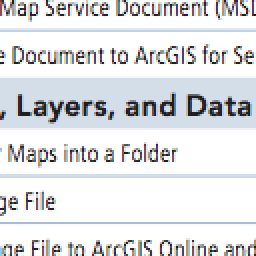 Map Service Document (MSD
Document to ArcGIS for Se
, Layers, and Data
Maps into a Folder
ge File
ge File to ArcGIS Online and